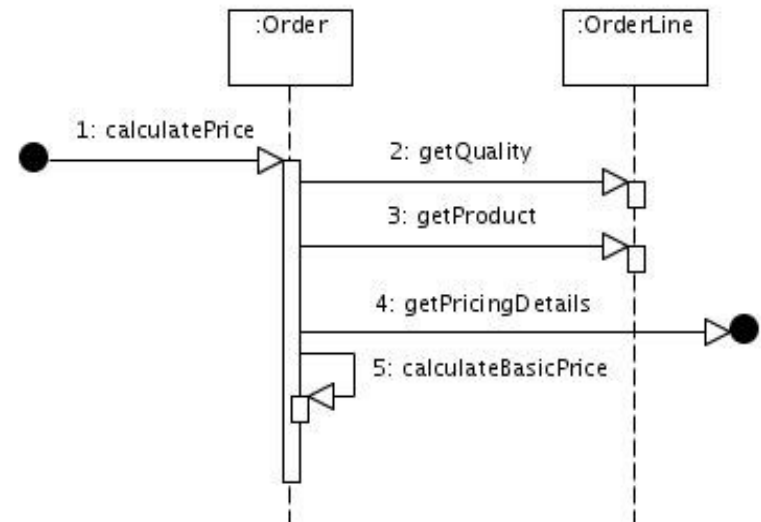 :Order
:OrderLine
1: calculatePrice
2: getQuality
3: getProduct
4: getPricingDetails
5: calculateBasicPrice